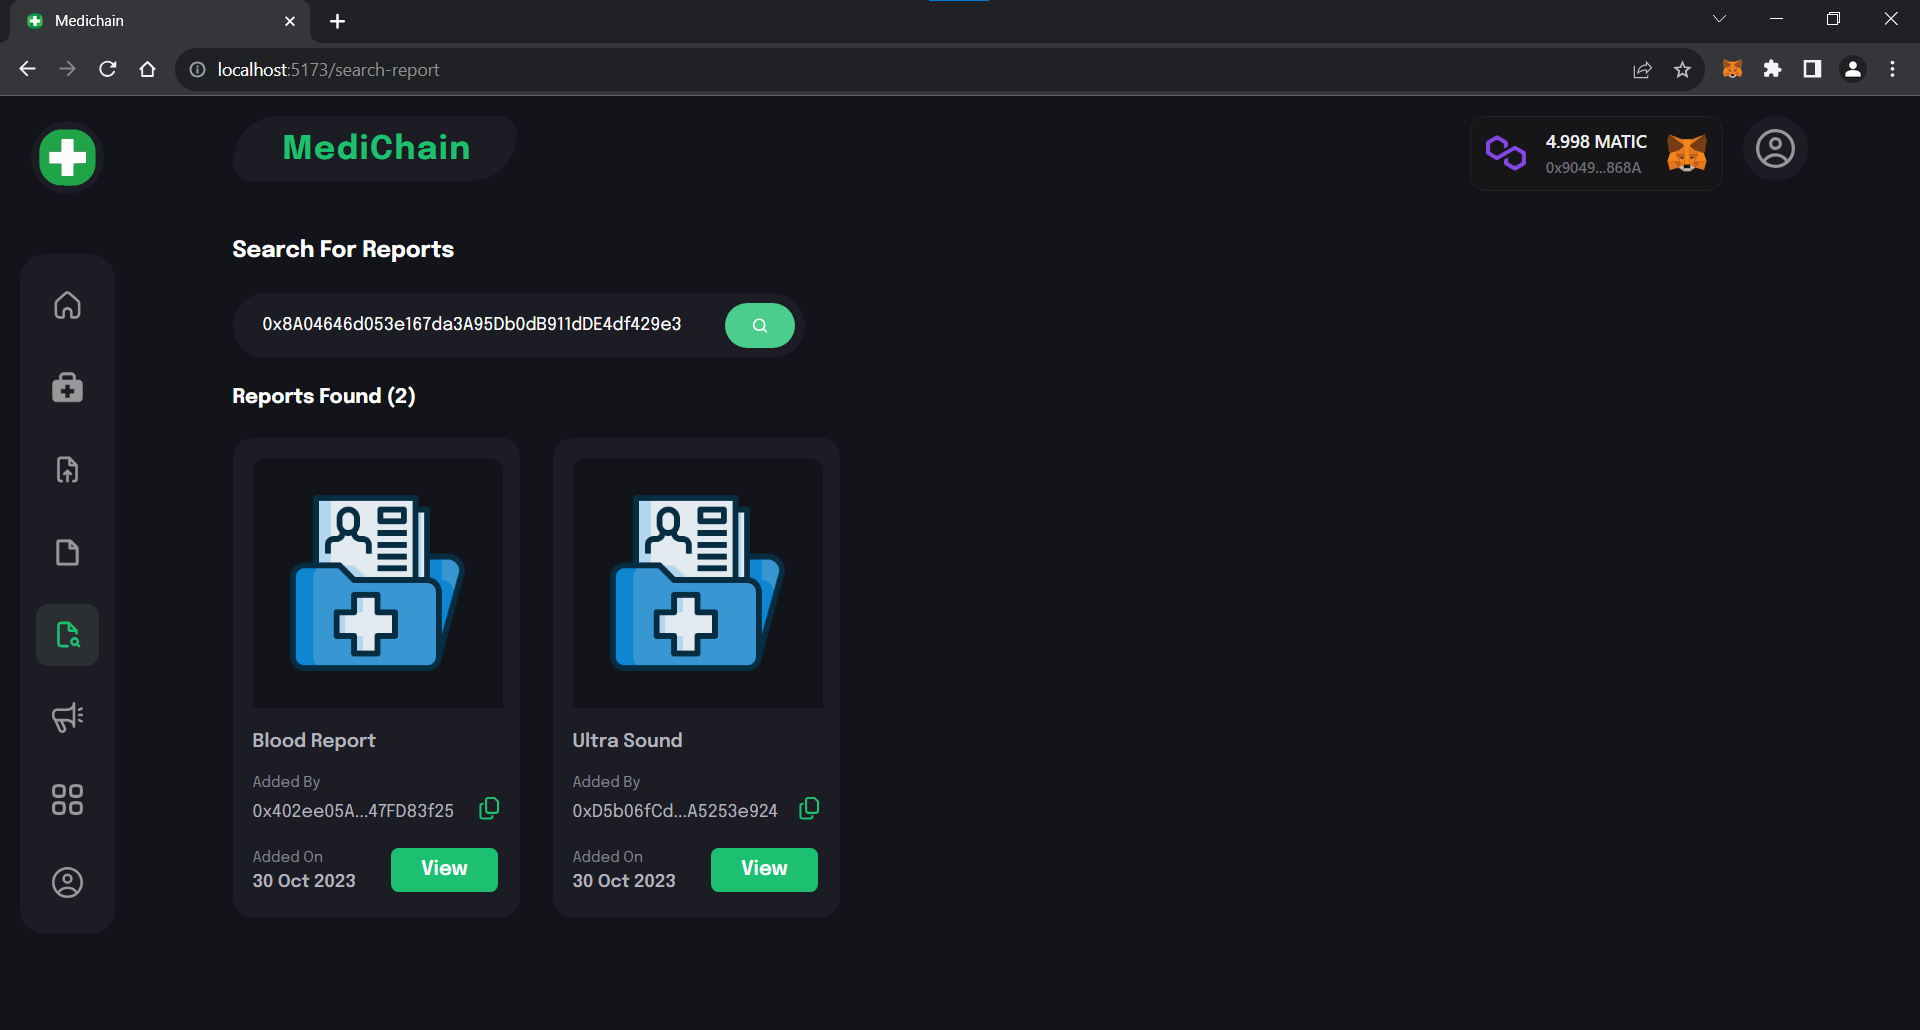 Medichain
localhost:5173/search-report
MediChain
4.998 MATIC
0x9049...868A
Search For Reports
0x8A04646d053e167da3A95Db0dB911dDE4df429e3
Reports Found (2)
Blood Report
Added By
0x402ee05A...47FD83f25
Added On
30 Oct 2023
View
Ultra Sound
Added By
0xD5b06fCd...A5253e924
Added On
30 Oct 2023
View